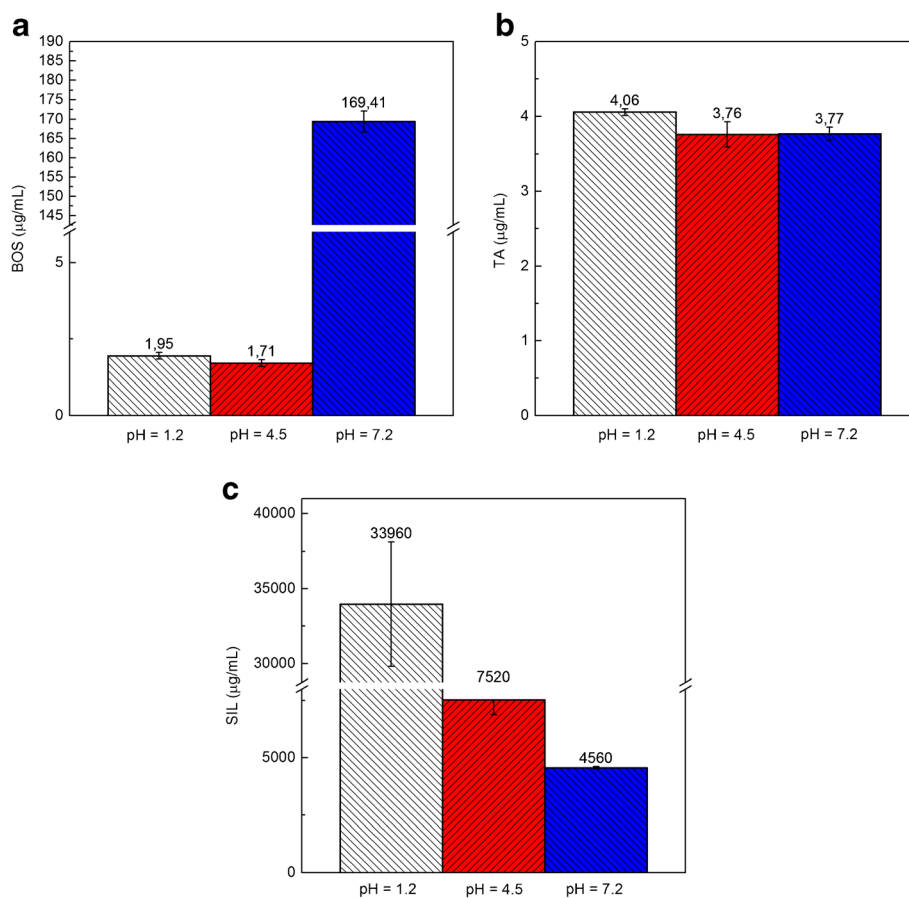 a
BOS (µg/mL)
190
185
180
175
170
165
160
155
150
145
5
0
169,41
1,95
1,71
pH = 1.2
pH = 4.5
pH = 7.2
b
TA (µg/mL)
5
4
3
2
1
0
4,06
3,76
3,77
pH = 1.2
pH = 4.5
pH = 7.2
c
SIL (µg/mL)
40000
35000
30000
5000
0
33960
7520
4560
pH = 1.2
pH = 4.5
pH = 7.2